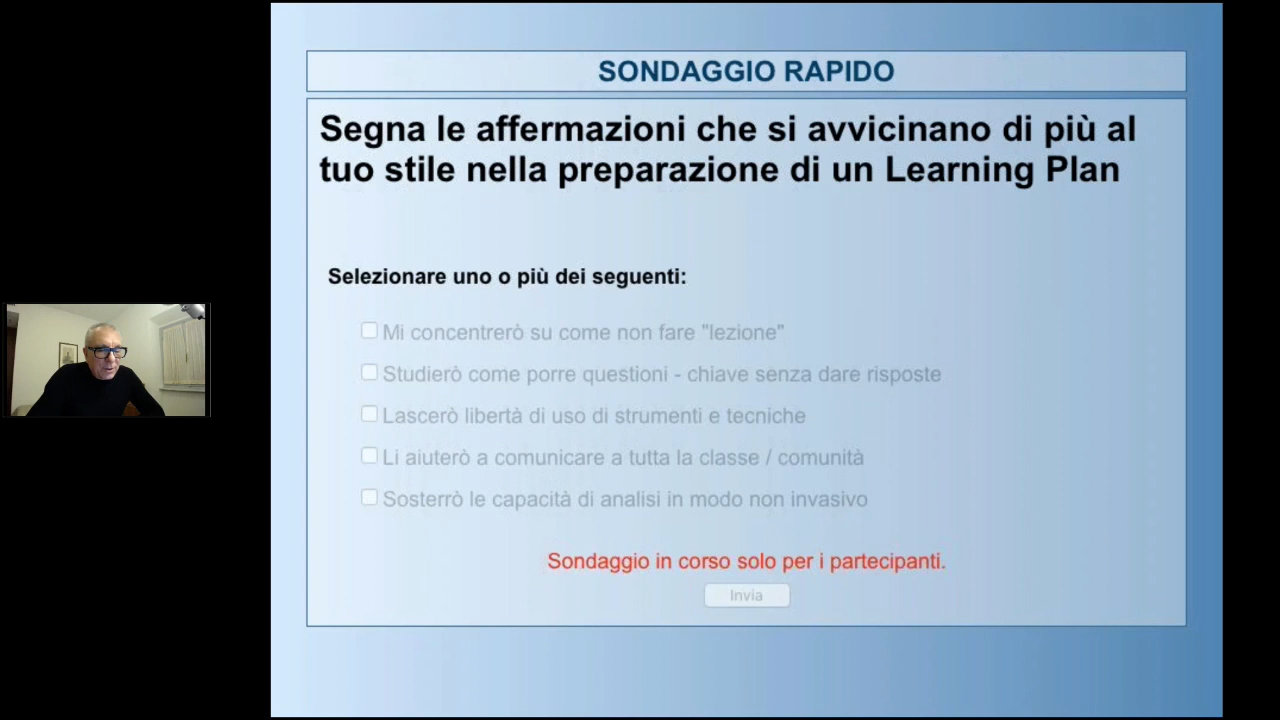 SONDAGGIO RAPIDO
Segna le affermazioni che si avvicinano di più al
tuo stile nella preparazione di un Learning Plan
Selezionare uno o più dei seguenti:
Mi concentrerò su come non fare "lezione"
Studierò come porre questioni - chiave senza dare risposte
Lascerò libertà di uso di strumenti e tecniche
Li aiuterò a comunicare a tutta la classe / comunità
Sosterrò le capacità di analisi in modo non invasivo
Sondaggio in corso solo per i partecipanti.
Invia